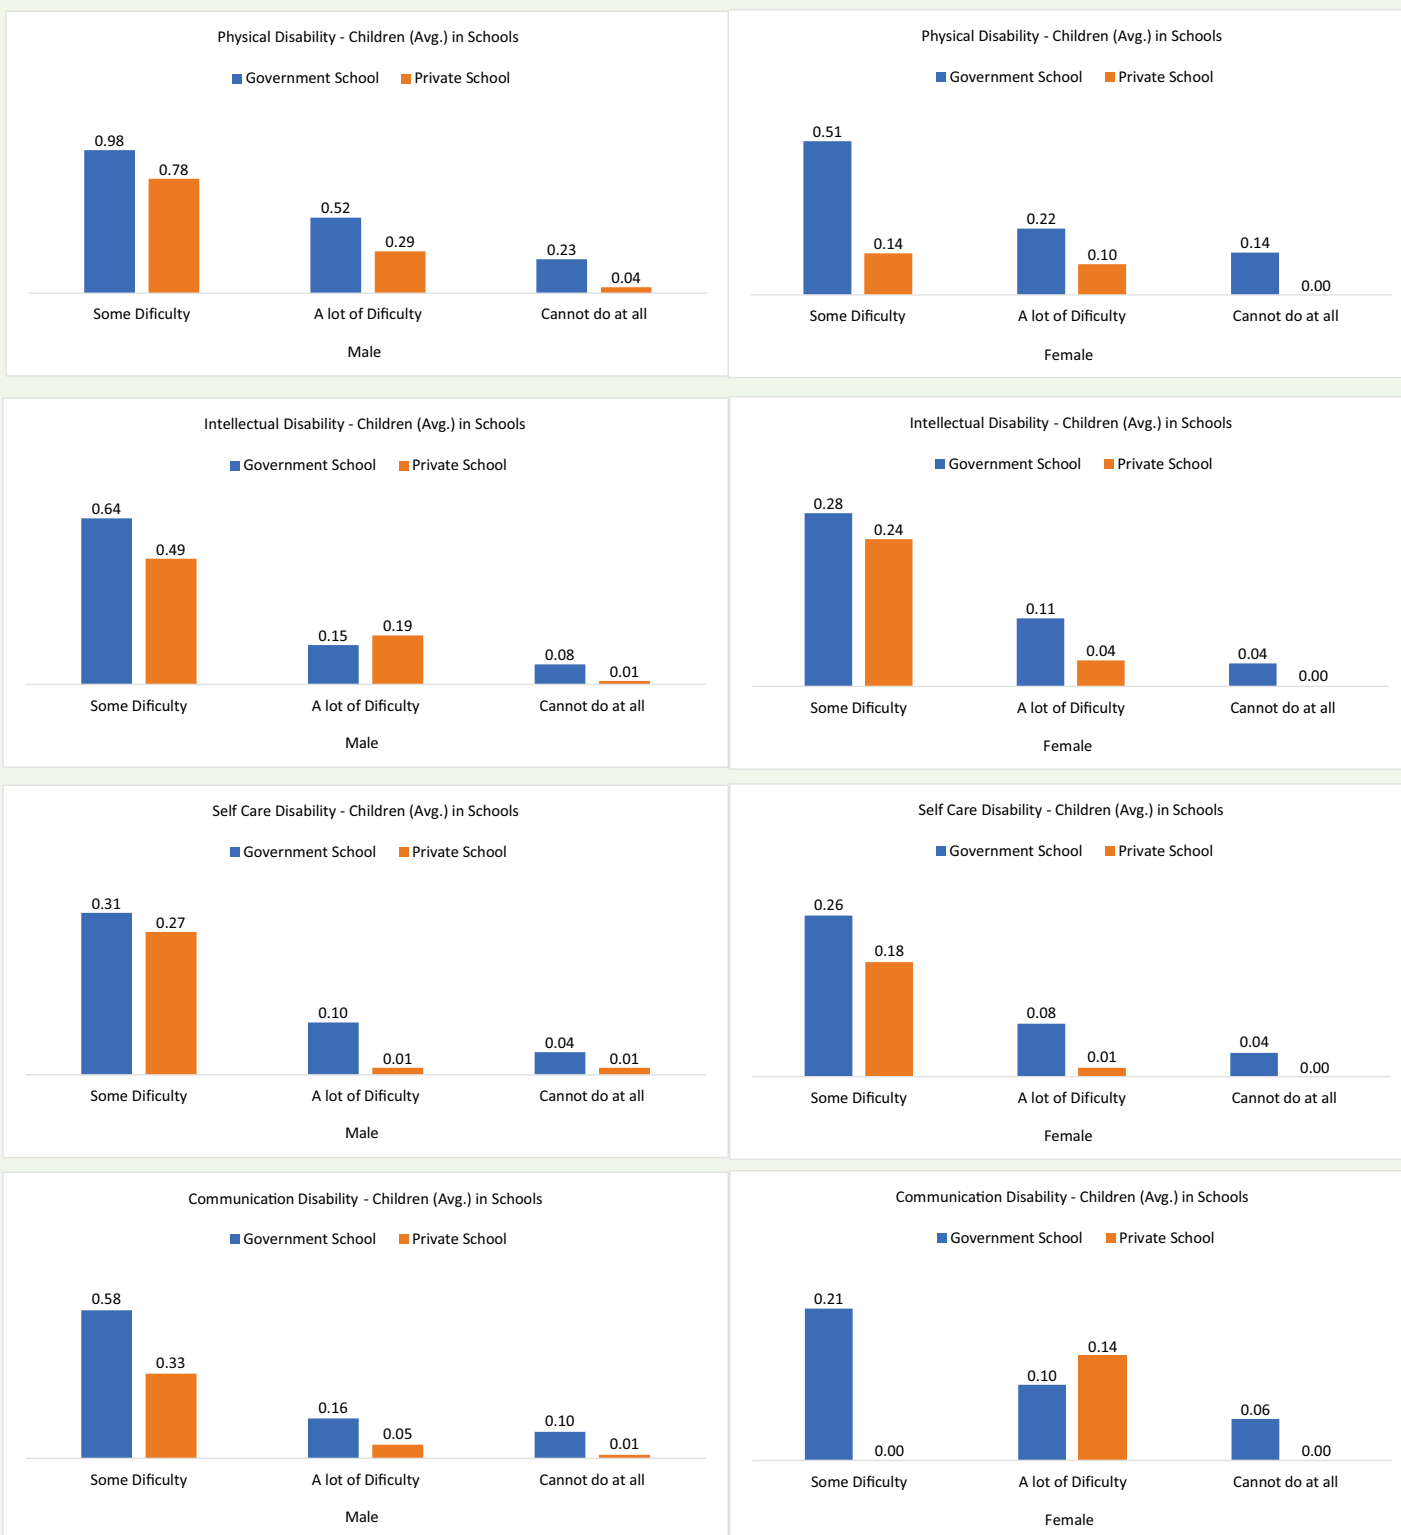 Physical Disability - Children (Avg.) in Schools
Government School Private School
0.98
0.78
0.52
0.29
0.23
0.04
Some Dificulty A lot of Dificulty Cannot do at all
Male
Physical Disability - Children (Avg.) in Schools
Government School Private School
0.51
0.14
0.22
0.10
0.14
0.00
Some Dificulty A lot of Dificulty Cannot do at all
Female
Intellectual Disability - Children (Avg.) in Schools
Government School Private School
0.64
0.49
0.15
0.19
0.08
0.01
Some Dificulty A lot of Dificulty Cannot do at all
Male
Intellectual Disability - Children (Avg.) in Schools
Government School Private School
0.28
0.24
0.11
0.04
0.04
0.00
Some Dificulty A lot of Dificulty Cannot do at all
Female
Self Care Disability - Children (Avg.) in Schools
Government School Private School
0.31
0.27
0.10
0.01
0.04
0.01
Some Dificulty A lot of Dificulty Cannot do at all
Male
Self Care Disability - Children (Avg.) in Schools
Government School Private School
0.26
0.18
0.08
0.01
0.04
0.00
Some Dificulty A lot of Dificulty Cannot do at all
Female
Communication Disability - Children (Avg.) in Schools
Government School Private School
0.58
0.33
0.16
0.05
0.10
0.01
Some Dificulty A lot of Dificulty Cannot do at all
Male
Communication Disability - Children (Avg.) in Schools
Government School Private School
0.21
0.00
0.10
0.14
0.06
0.00
Some Dificulty A lot of Dificulty Cannot do at all
Female